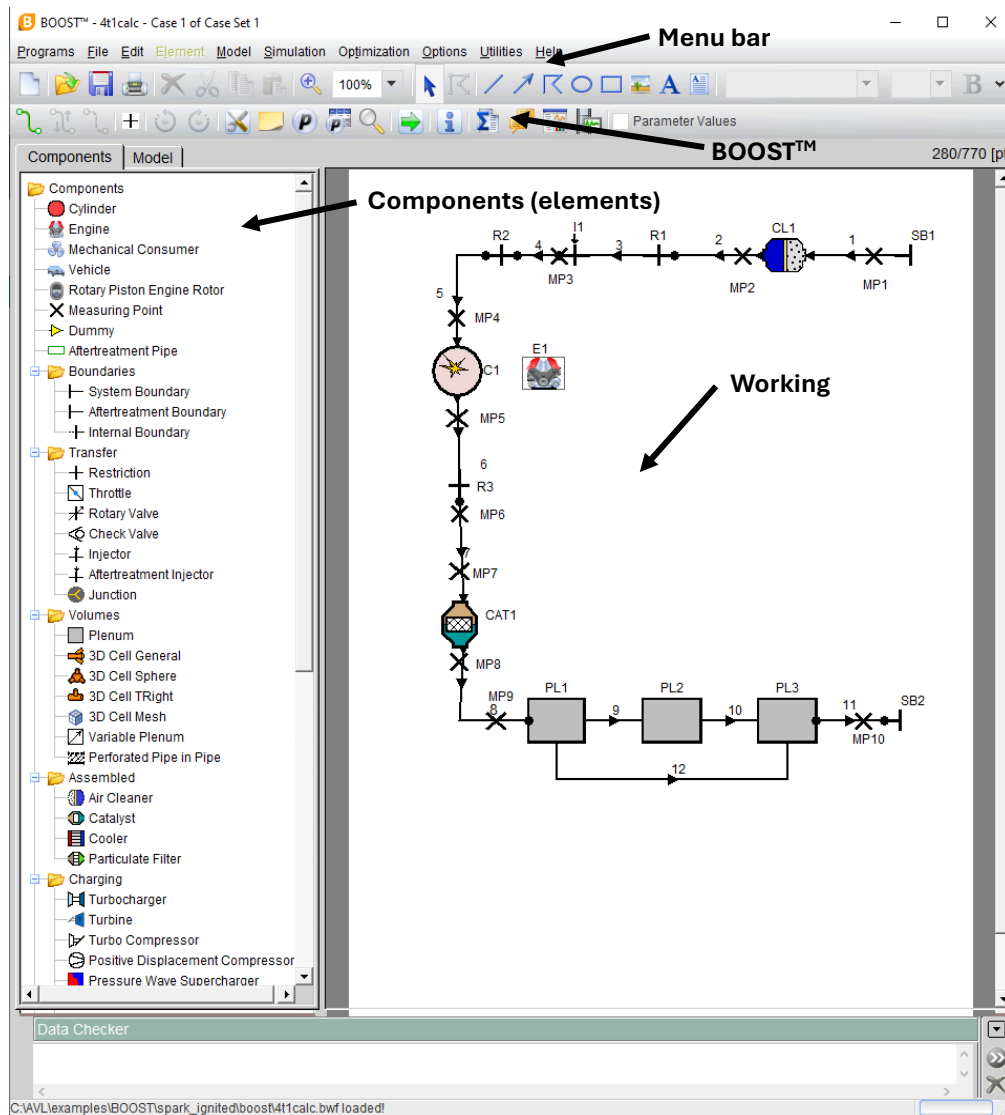 BOOST™ - 4t1calc - Case 1 of Case Set 1
Programs File Edit Element Model Simulation Optimization Options Utilities Help
Menu bar
100%
A
B
P
P
i
Σ
Parameter Values
BOOST™
Components Model
280/770 [pt
Components
Cylinder
Engine
Mechanical Consumer
Vehicle
Rotary Piston Engine Rotor
Measuring Point
Dummy
Aftertreatment Pipe
Boundaries
System Boundary
Aftertreatment Boundary
Internal Boundary
Transfer
Restriction
Throttle
Rotary Valve
Check Valve
Injector
Aftertreatment Injector
Junction
Volumes
Plenum
3D Cell General
3D Cell Sphere
3D Cell TRight
3D Cell Mesh
Variable Plenum
Perforated Pipe in Pipe
Assembled
Air Cleaner
Catalyst
Cooler
Particulate Filter
Charging
Turbocharger
Turbine
Turbo Compressor
Positive Displacement Compressor
Pressure Wave Supercharger
Components (elements)
R2 4 I1 3 R1 2 CL1 1 SB1
MP3 MP2 MP1
5
MP4
E1
C1
Working
MP5
6
R3
MP6
7
MP7
CAT1
MP8
MP9 PL1 PL2 PL3 SB2
8 9 10 11
MP10
12
Data Checker
C:\AVL\examples\BOOST\spark_ignited\boost\4t1calc.bwf loaded!